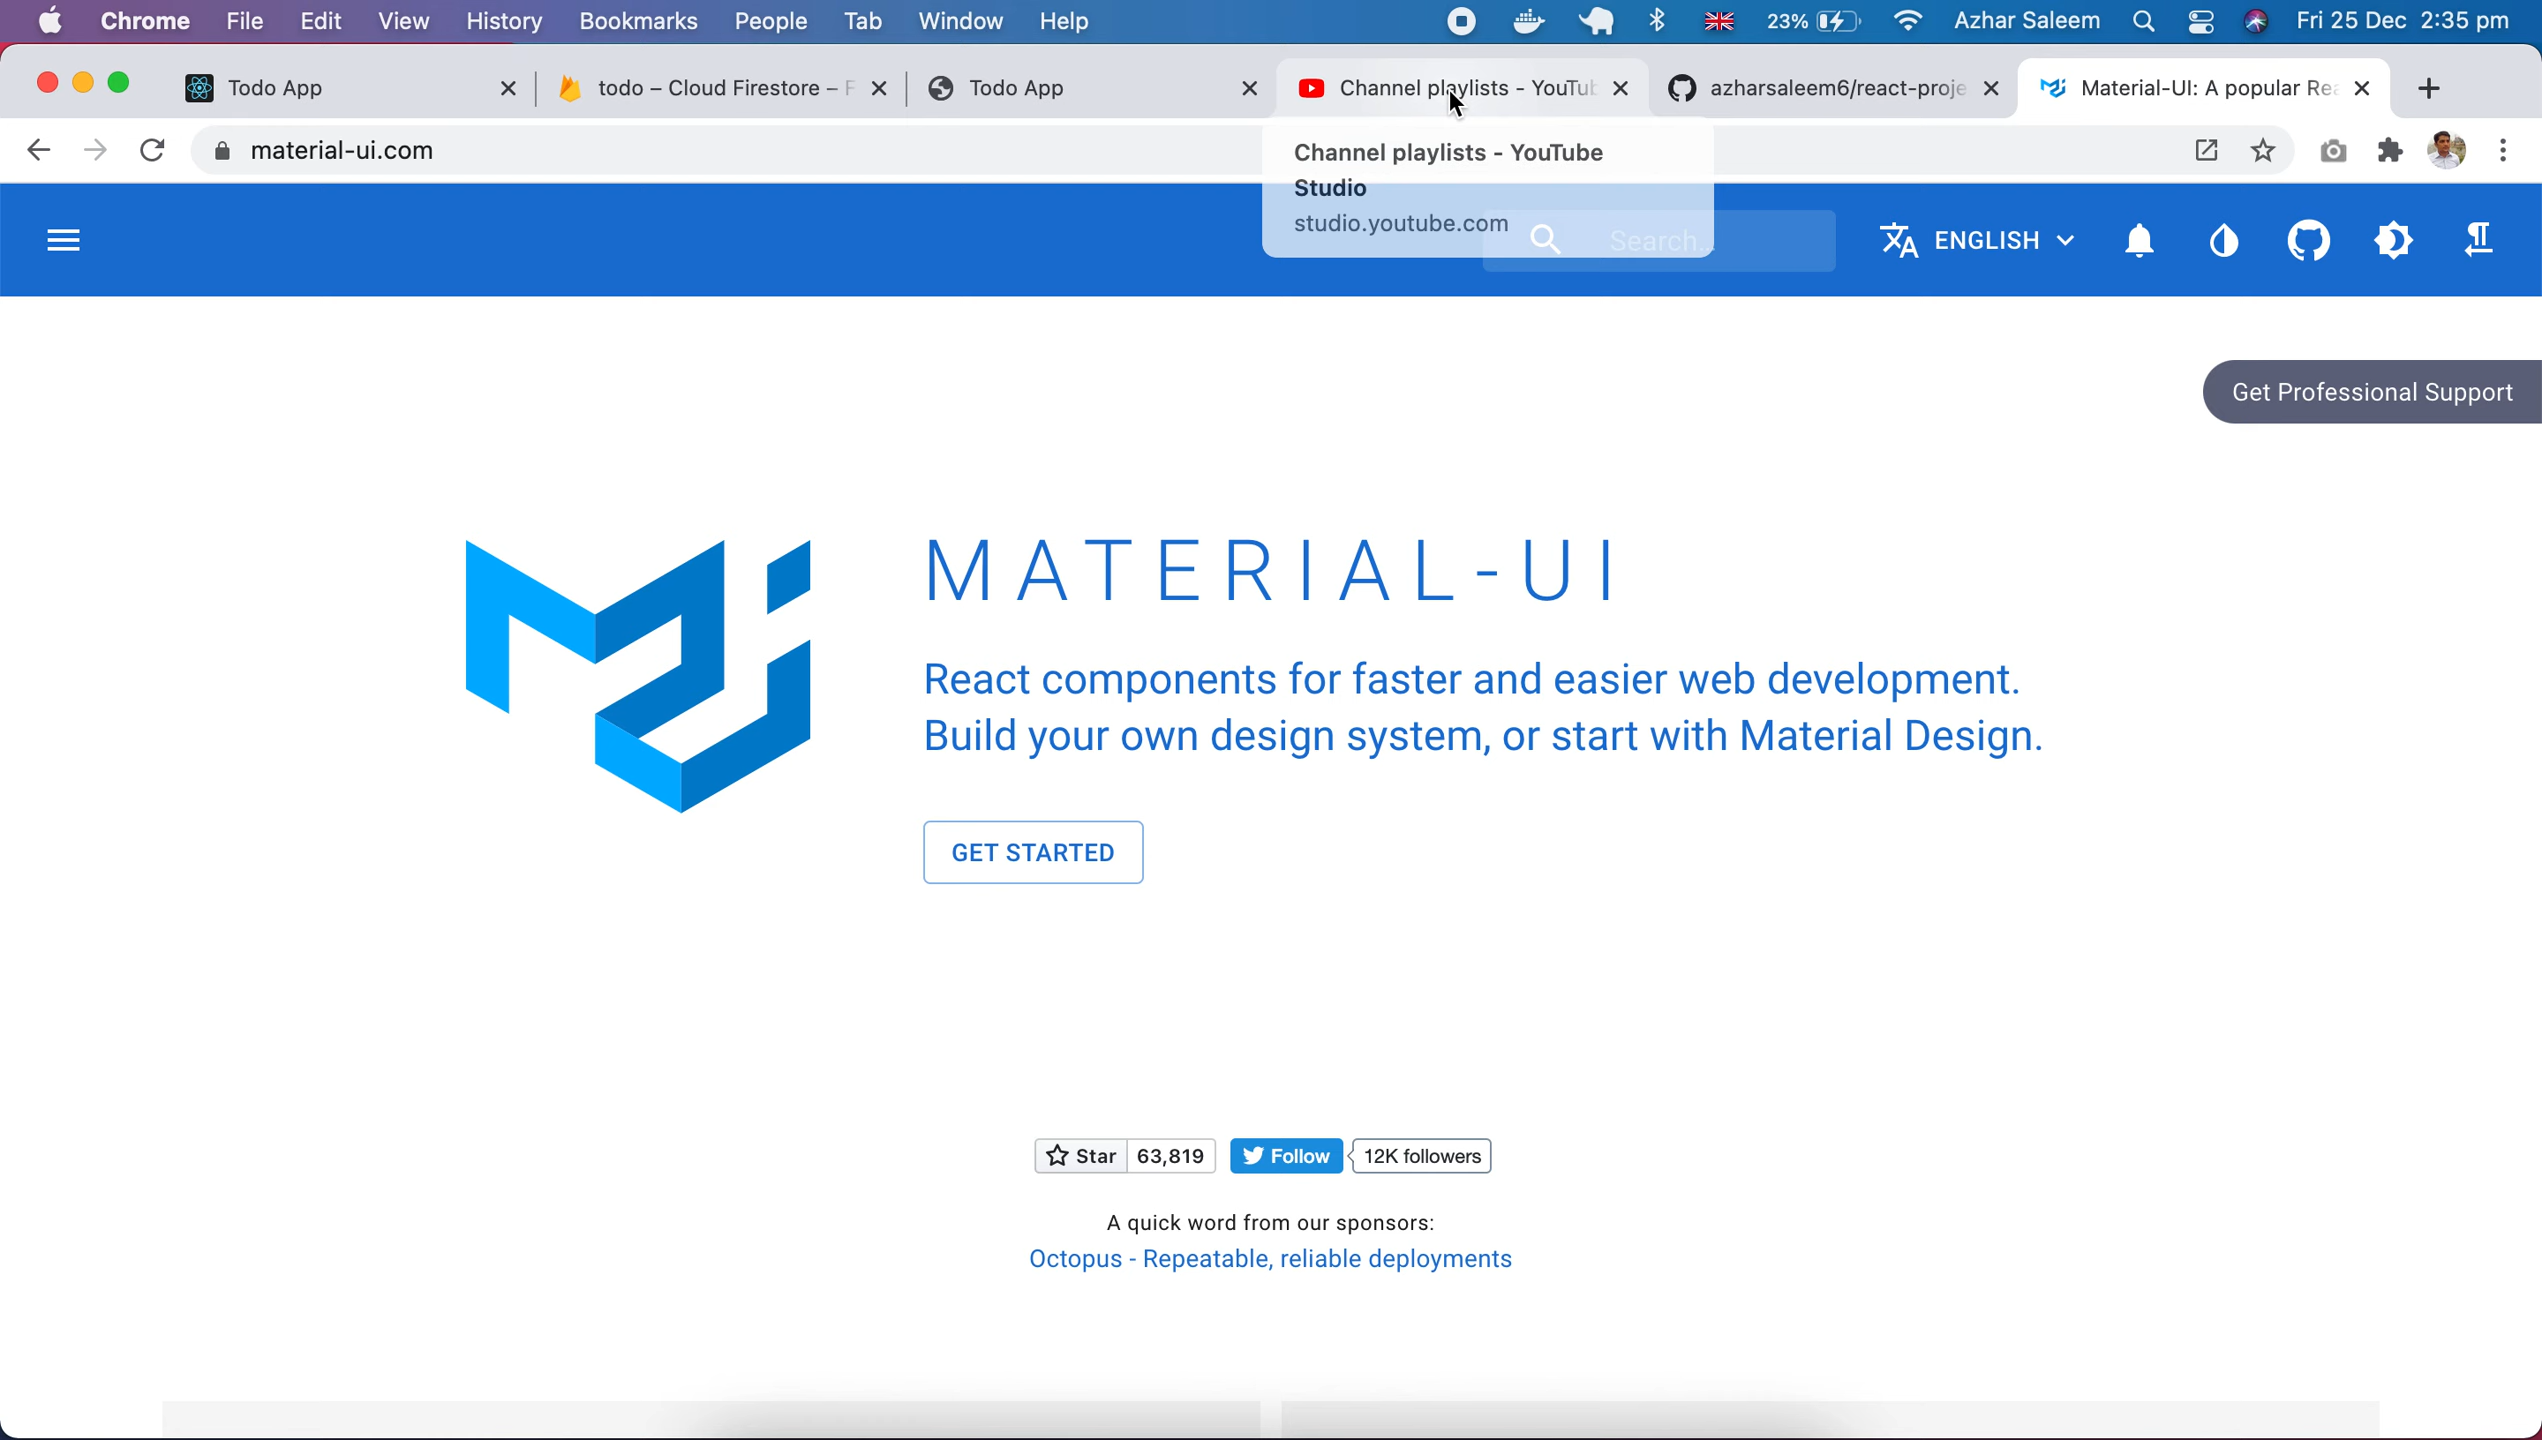 Chrome File Edit View History Bookmarks People Tab Window Help 23% Azhar Saleem Fri 25 Dec 2:35 pm
Todo App todo – Cloud Firestore – F Todo App Channel playlists - YouTub azharsaleem6/react-proje Material-UI: A popular Rea
material-ui.com
Channel playlists - YouTube
Studio
studio.youtube.com
Search…
ENGLISH
Get Professional Support
MATERIAL-UI
React components for faster and easier web development.
Build your own design system, or start with Material Design.
GET STARTED
Star 63,819 Follow 12K followers
A quick word from our sponsors:
Octopus - Repeatable, reliable deployments